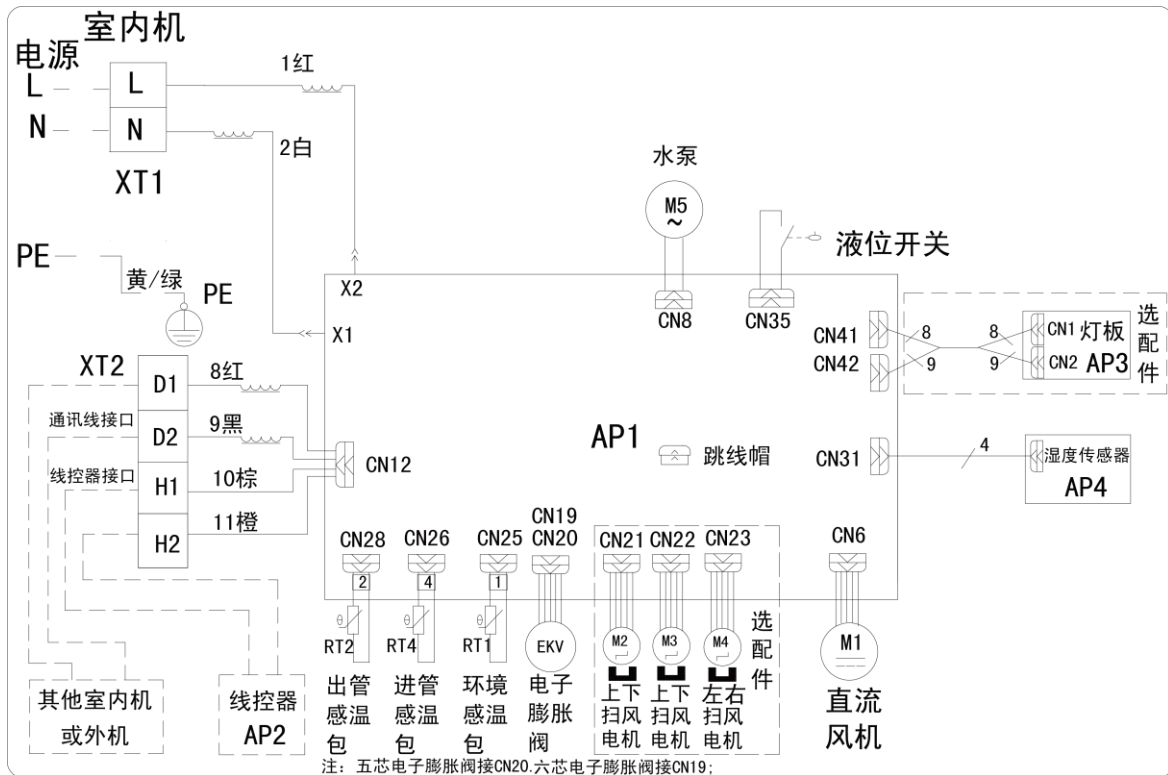 室内机
电源
L
L
1红
N
N
2白
XT1
水泵
M5
~
液位开关
PE
黄/绿
PE
X2
X1
CN8
CN35
CN41
CN42
8
9
8
9
CN1 灯板
CN2 AP3
选配件
XT2
D1
8红
通讯线接口
D2
9黑
线控器接口
H1
10棕
H2
11橙
CN12
AP1
跳线帽
CN31
4
湿度传感器
AP4
CN28
CN26
CN25
CN19
CN20
CN21
CN22
CN23
CN6
2
4
1
θ
RT2
θ
RT4
θ
RT1
EKV
M2
M3
M4
M1
选配件
其他室内机
或外机
线控器
AP2
出管
感温
包
进管
感温
包
环境
感温
包
电子
膨胀
阀
上下
扫风
电机
上下
扫风
电机
左右
扫风
电机
直流
风机
注：五芯电子膨胀阀接CN20.六芯电子膨胀阀接CN19;